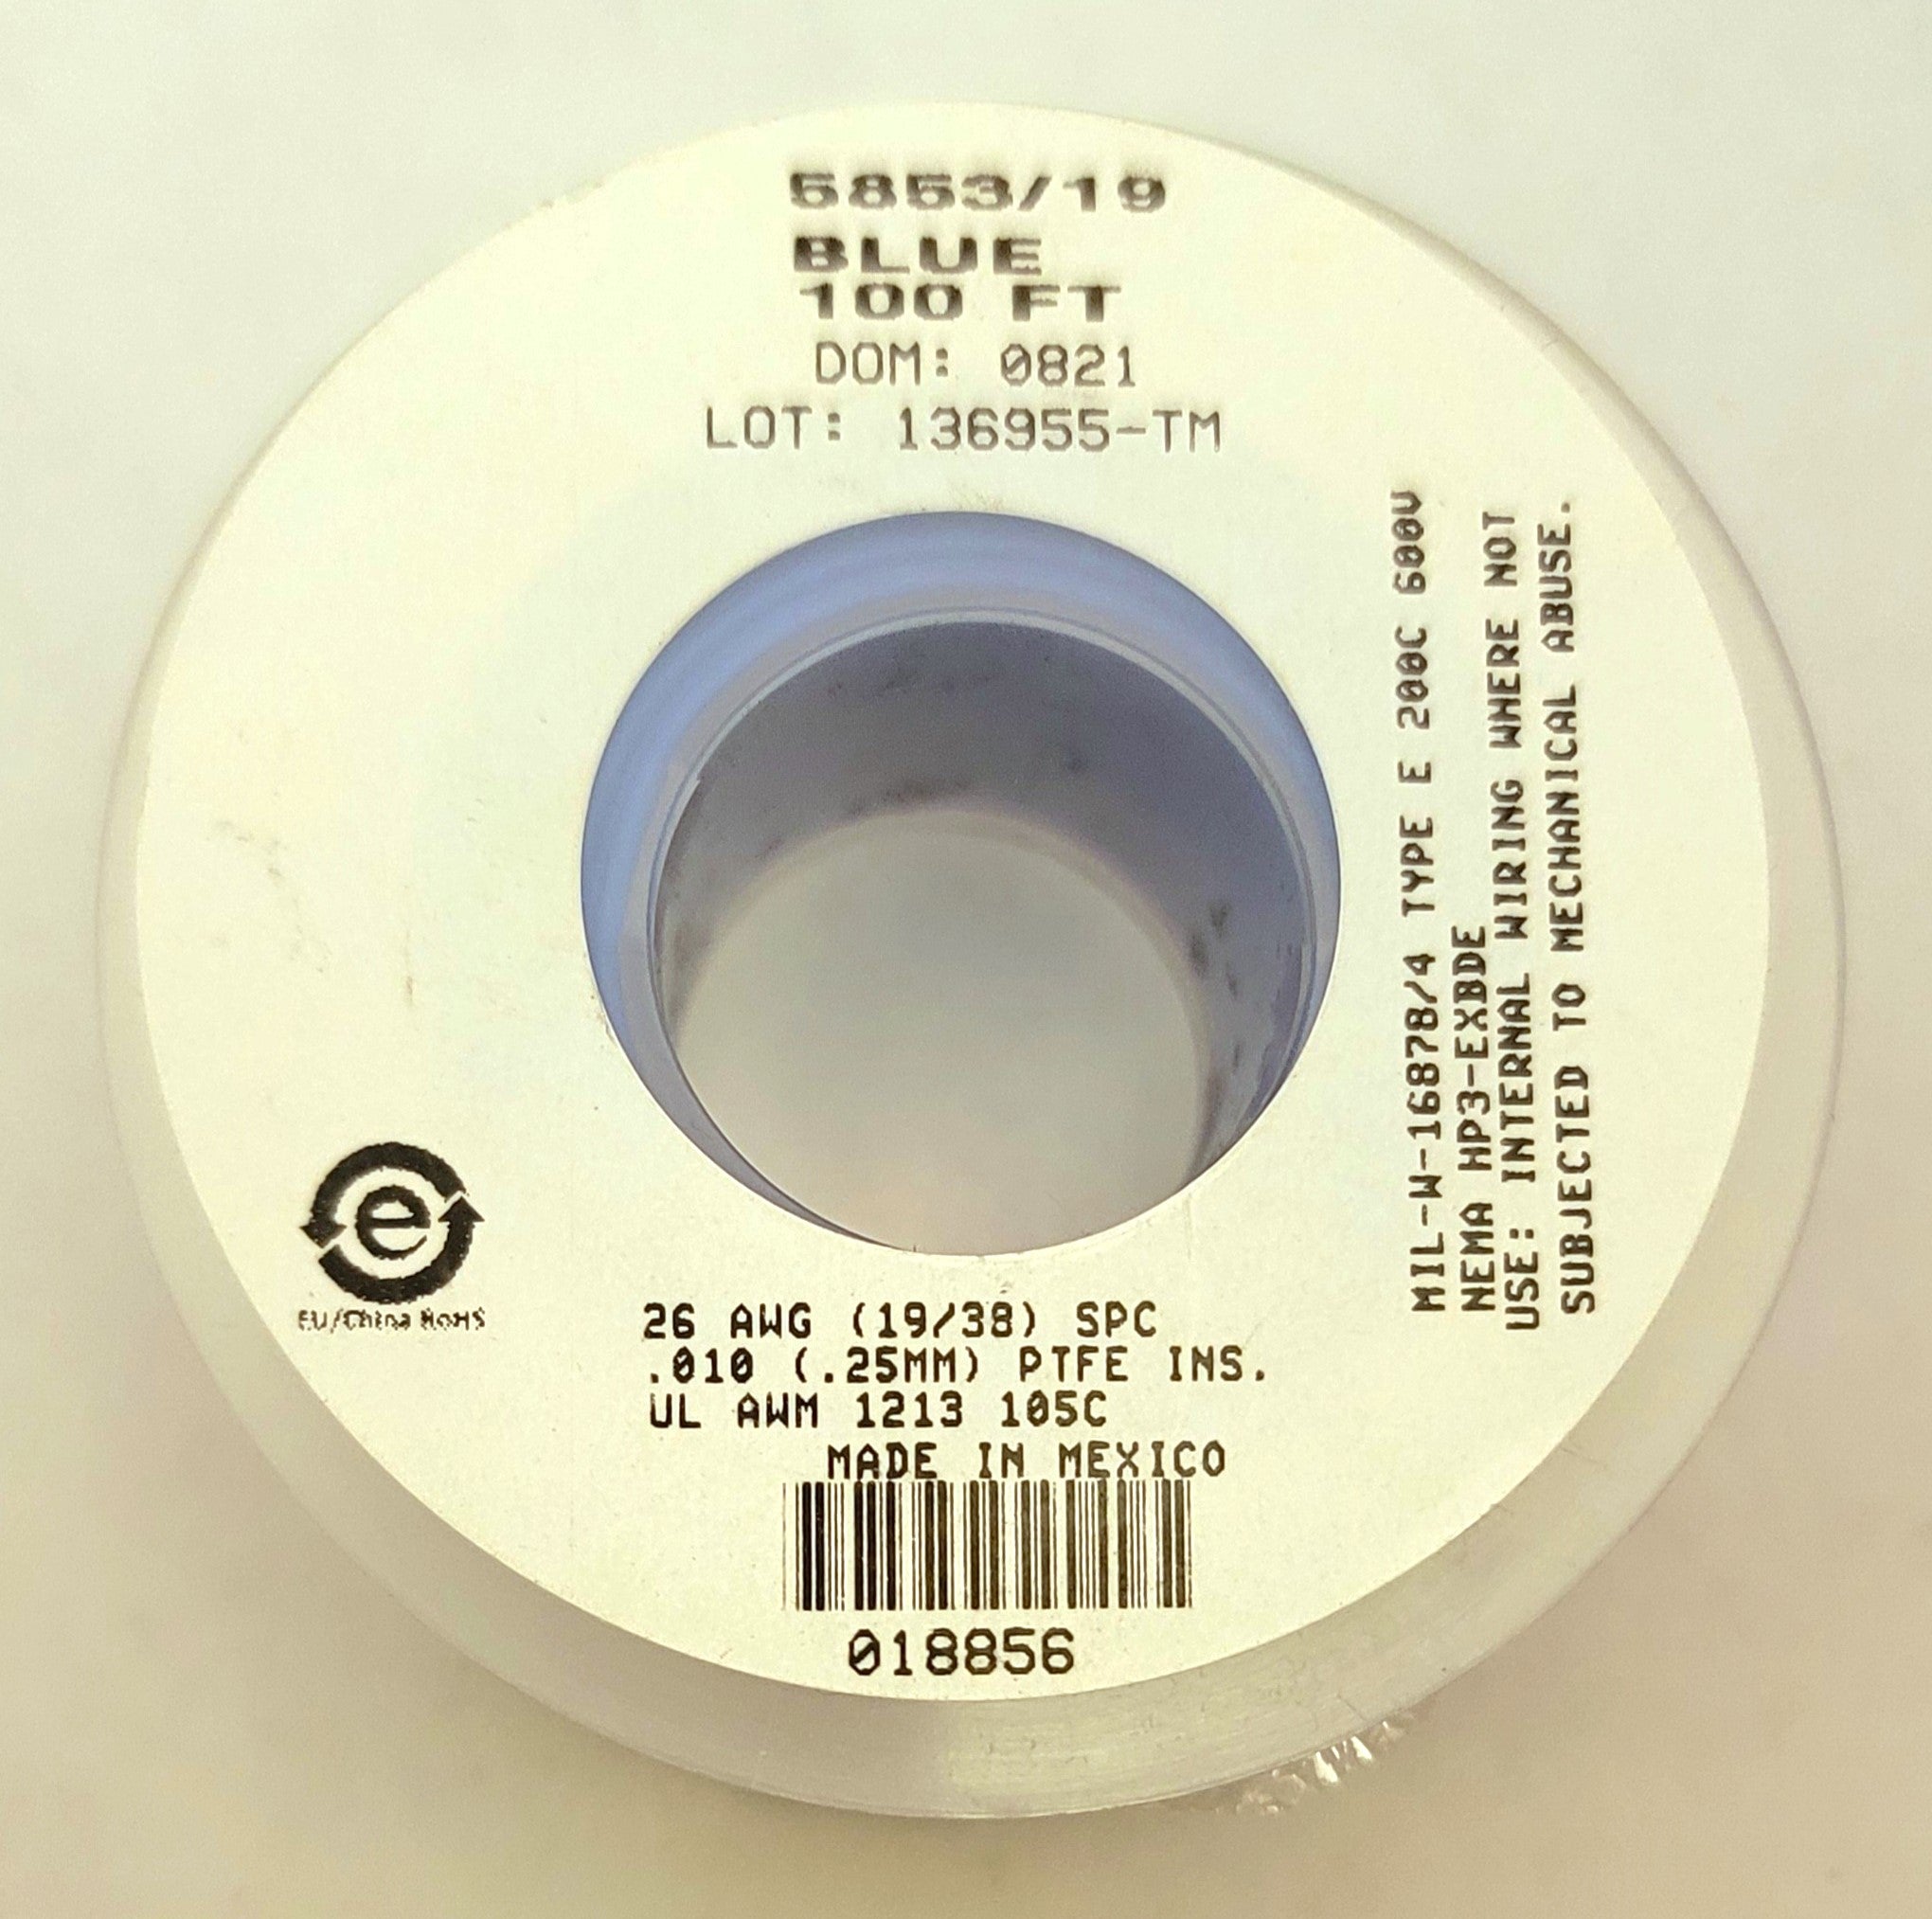 5853/19
BLUE
100 FT
DOM: 0821
LOT: 136955-TM
MIL-W-16878/4 TYPE E 200C 600V
NEMA HP3-EXBDE
USE: INTERNAL WIRING WHERE NOT
SUBJECTED TO MECHANICAL ABUSE.
e
EU/China RoHS
26 AWG (19/38) SPC
.010 (.25MM) PTFE INS.
UL AWM 1213 105C
MADE IN MEXICO
018856